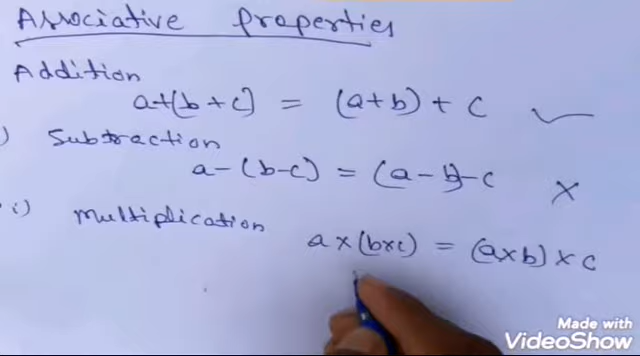 Associative properties
Addition
a+(b+c) = (a+b)+c ✓
) Subtraction
a-(b-c) = (a-b)-c ×
i) Multiplication
a×(b×c) = (a×b)×c
Made with
VideoShow